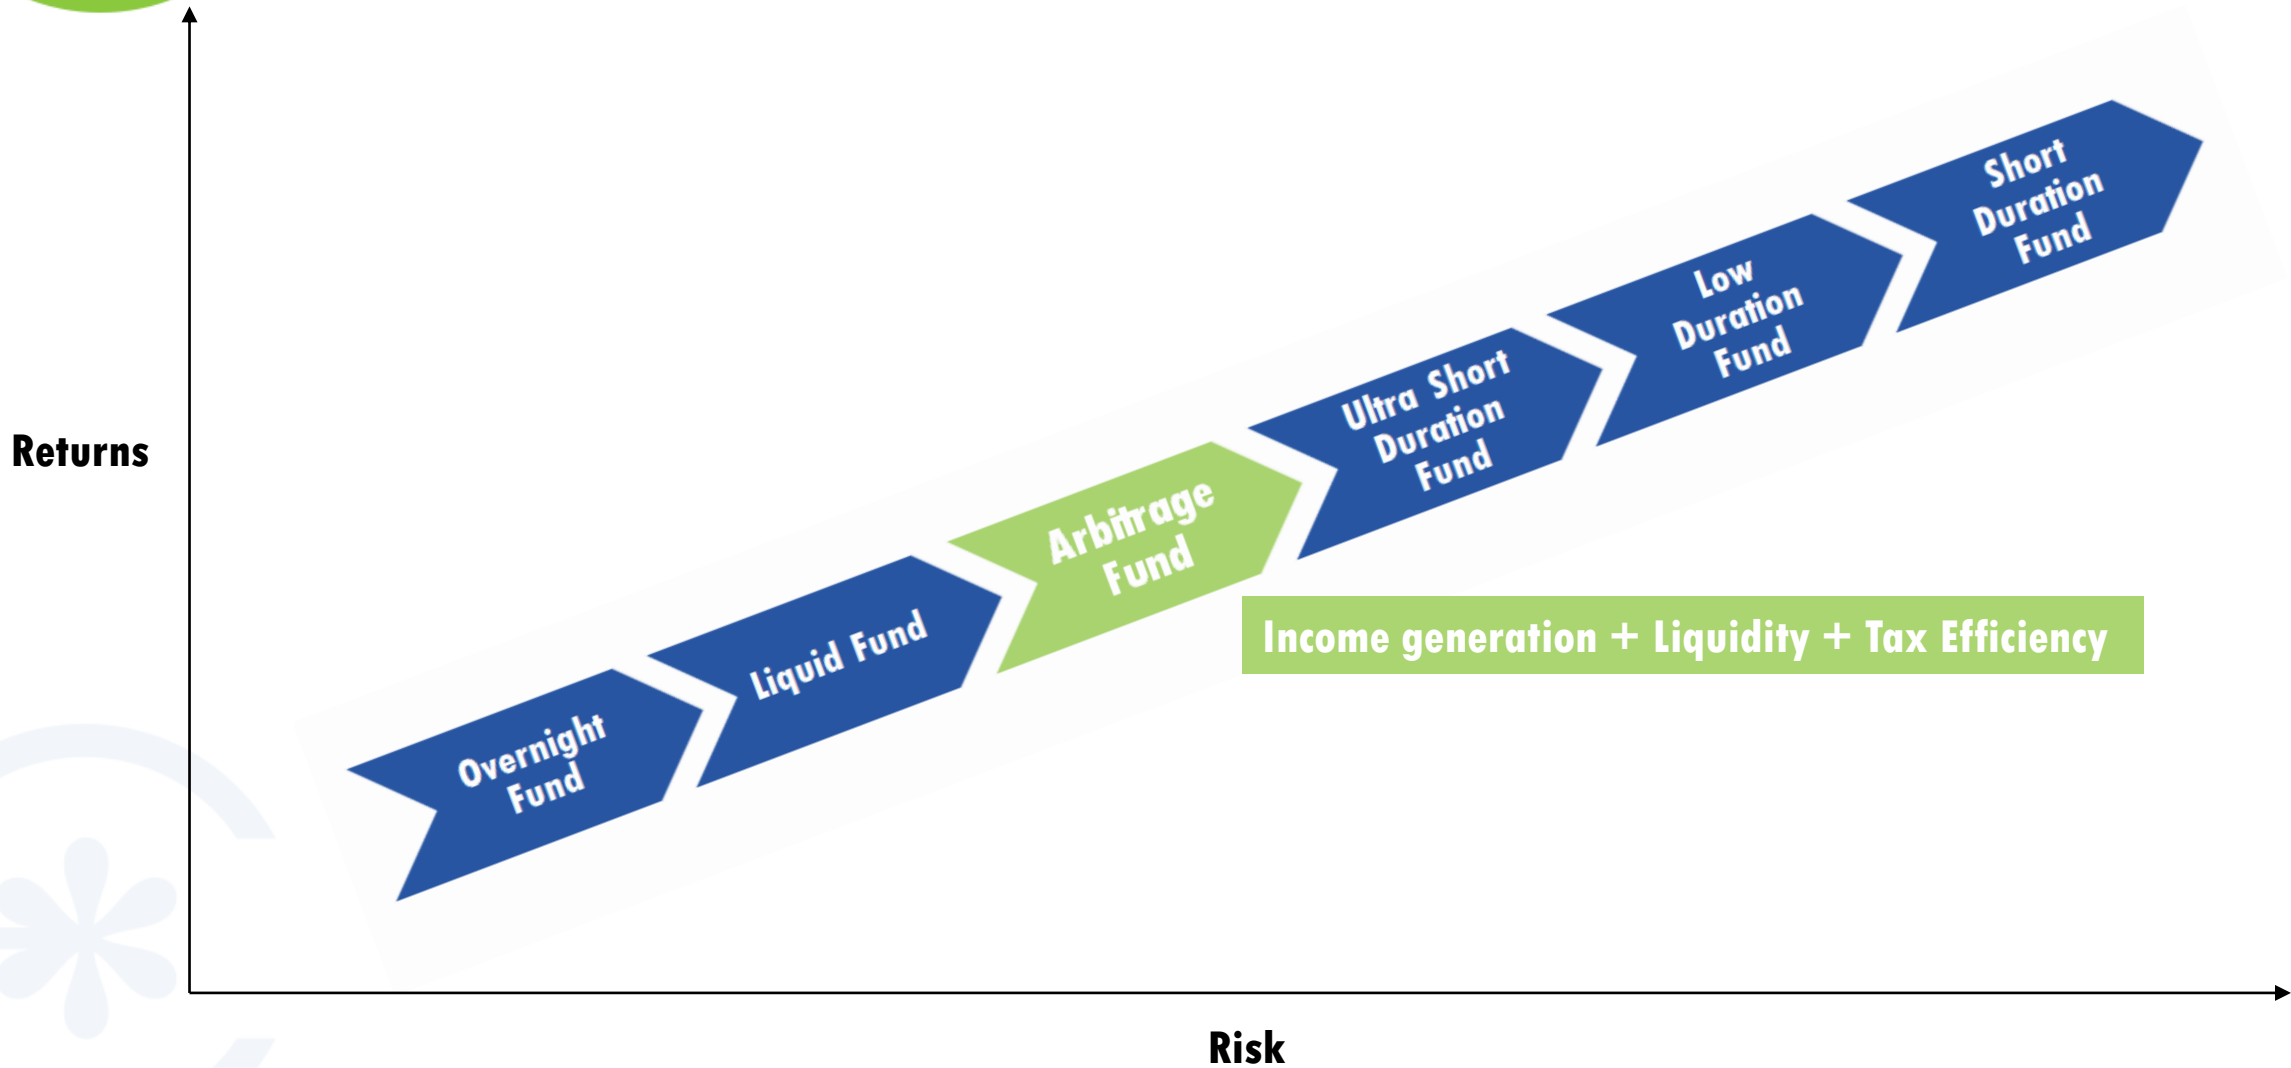 Returns
Overnight
Fund
Liquid Fund
Arbitrage
Fund
Ultra Short
Duration
Fund
Low
Duration
Fund
Short
Duration
Fund
Income generation + Liquidity + Tax Efficiency
Risk